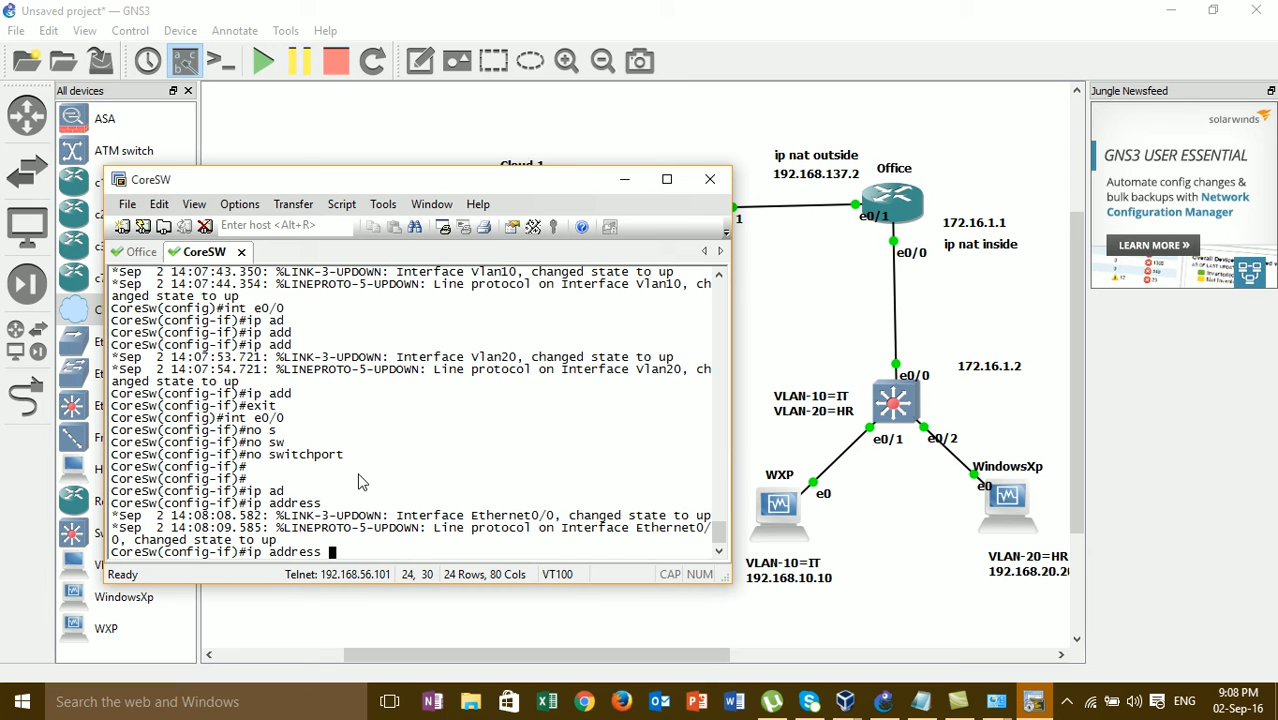 Unsaved project* — GNS3
File Edit View Control Device Annotate Tools Help
All devices
ASA
ATM switch
WindowsXp
WXP
Jungle Newsfeed
solarwinds
GNS3 USER ESSENTIAL
Automate config changes &
bulk backups with Network
Configuration Manager
LEARN MORE »
Cloud 1
ip nat outside
192.168.137.2
Office
1
e0/1
172.16.1.1
ip nat inside
e0/0
172.16.1.2
e0/0
VLAN-10=IT
VLAN-20=HR
e0/1
e0/2
WXP
e0
WindowsXp
e0
VLAN-10=IT
192.168.10.10
VLAN-20=HR
192.168.20.20
CoreSW
File Edit View Options Transfer Script Tools Window Help
Enter host <Alt+R>
Office CoreSW
*Sep 2 14:07:43.350: %LINK-3-UPDOWN: Interface Vlan10, changed state to up
*Sep 2 14:07:44.354: %LINEPROTO-5-UPDOWN: Line protocol on Interface Vlan10, ch
anged state to up
CoreSw(config)#int e0/0
CoreSw(config-if)#ip ad
CoreSw(config-if)#ip add
CoreSw(config-if)#ip add
*Sep 2 14:07:53.721: %LINK-3-UPDOWN: Interface Vlan20, changed state to up
*Sep 2 14:07:54.721: %LINEPROTO-5-UPDOWN: Line protocol on Interface Vlan20, ch
anged state to up
CoreSw(config-if)#ip add
CoreSw(config-if)#exit
CoreSw(config)#int e0/0
CoreSw(config-if)#no s
CoreSw(config-if)#no sw
CoreSw(config-if)#no switchport
CoreSw(config-if)#
CoreSw(config-if)#
CoreSw(config-if)#ip ad
CoreSw(config-if)#ip address
*Sep 2 14:08:08.582: %LINK-3-UPDOWN: Interface Ethernet0/0, changed state to up
*Sep 2 14:08:09.585: %LINEPROTO-5-UPDOWN: Line protocol on Interface Ethernet0/
0, changed state to up
CoreSw(config-if)#ip address
Ready Telnet: 192.168.56.101 24, 30 24 Rows, 80 Cols VT100 CAP NUM
Search the web and Windows
ENG
9:08 PM
02-Sep-16